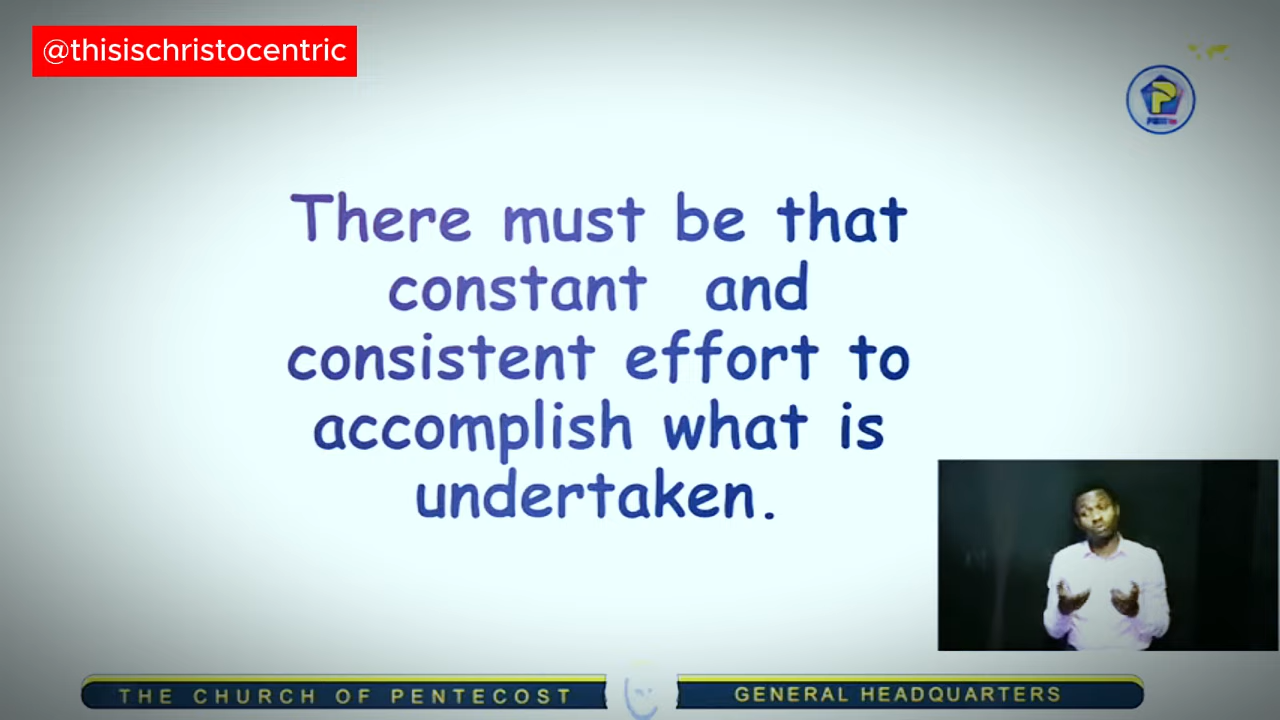 @thisischristocentric
There must be that
constant and
consistent effort to
accomplish what is
undertaken.
THE CHURCH OF PENTECOST
GENERAL HEADQUARTERS